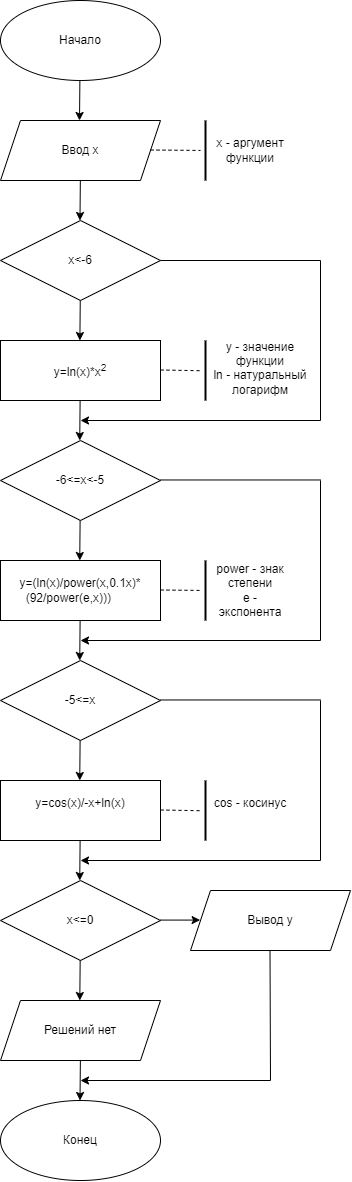 Начало
Ввод x
x - аргумент
функции
x<-6
y=ln(x)*x²
y - значение
функции
ln - натуральный
логарифм
-6<=x<-5
y=(ln(x)/power(x,0.1x)*
(92/power(e,x)))
power - знак
степени
e -
экспонента
-5<=x
y=cos(x)/-x+ln(x)
cos - косинус
x<=0
Вывод y
Решений нет
Конец